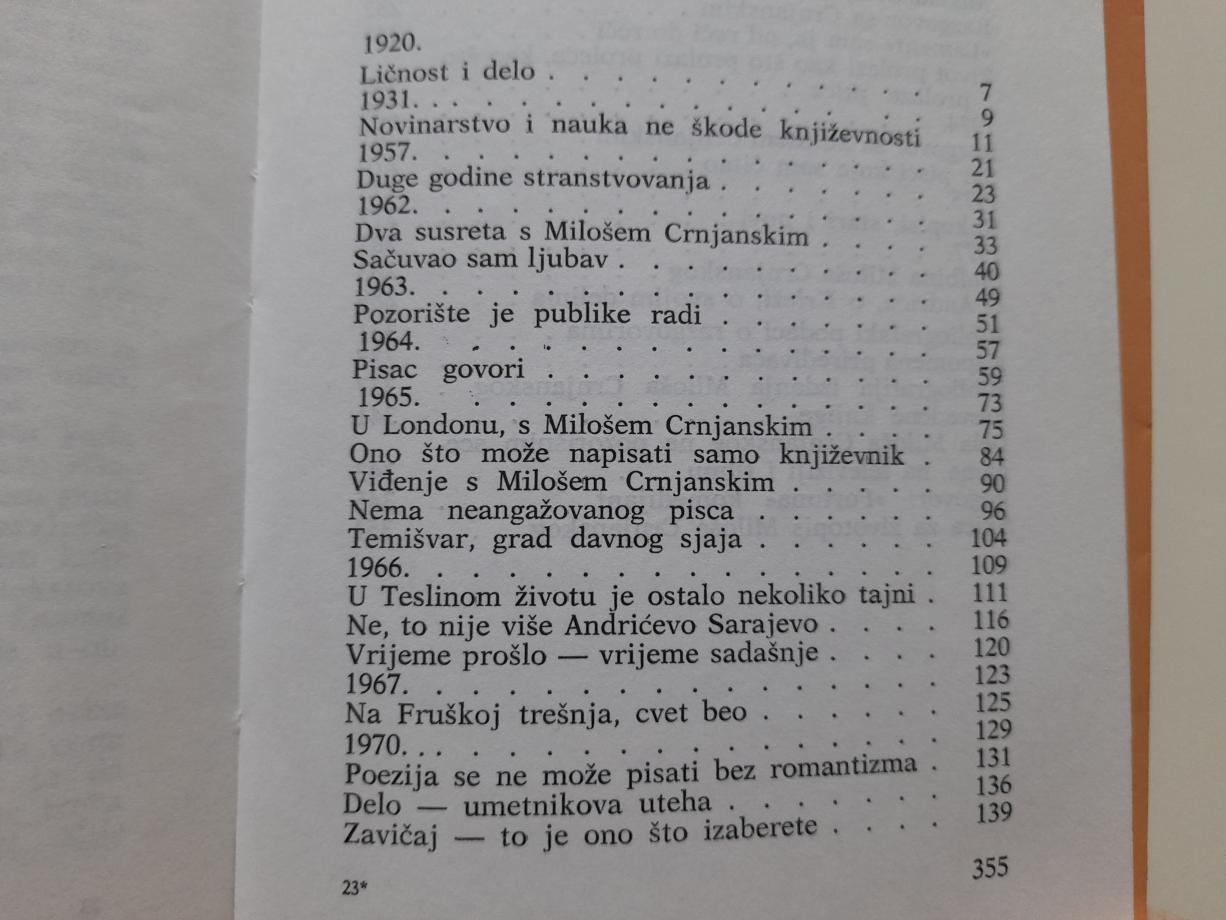 1920.
Ličnost i delo . . . . . . . . . . . 7
1931. . . . . . . . . . . . . . . 9
Novinarstvo i nauka ne škode književnosti 11
1957. . . . . . . . . . . . . . . 21
Duge godine stranstvovanja . . . . . . . 23
1962. . . . . . . . . . . . . . . 31
Dva susreta s Milošem Crnjanskim . . . . 33
Sačuvao sam ljubav . . . . . . . . . 40
1963. . . . . . . . . . . . . . . 49
Pozorište je publike radi . . . . . . . 51
1964. . . . . . . . . . . . . . 57
Pisac govori . . . . . . . . . . . 59
1965. . . . . . . . . . . . . . 73
U Londonu, s Milošem Crnjanskim . . . . 75
Ono što može napisati samo književnik . 84
Viđenje s Milošem Crnjanskim . . . . . 90
Nema neangažovanog pisca . . . . . . 96
Temišvar, grad davnog sjaja . . . . . . 104
1966. . . . . . . . . . . . . . . 109
U Teslinom životu je ostalo nekoliko tajni . 111
Ne, to nije više Andrićevo Sarajevo . . . . 116
Vrijeme prošlo — vrijeme sadašnje . . . . 120
1967. . . . . . . . . . . . . . . 123
Na Fruškoj trešnja, cvet beo . . . . . . 125
1970. . . . . . . . . . . . . . . 129
Poezija se ne može pisati bez romantizma . 131
Delo — umetnikova uteha . . . . . . . 136
Zavičaj — to je ono što izaberete . . . . 139
23* 355